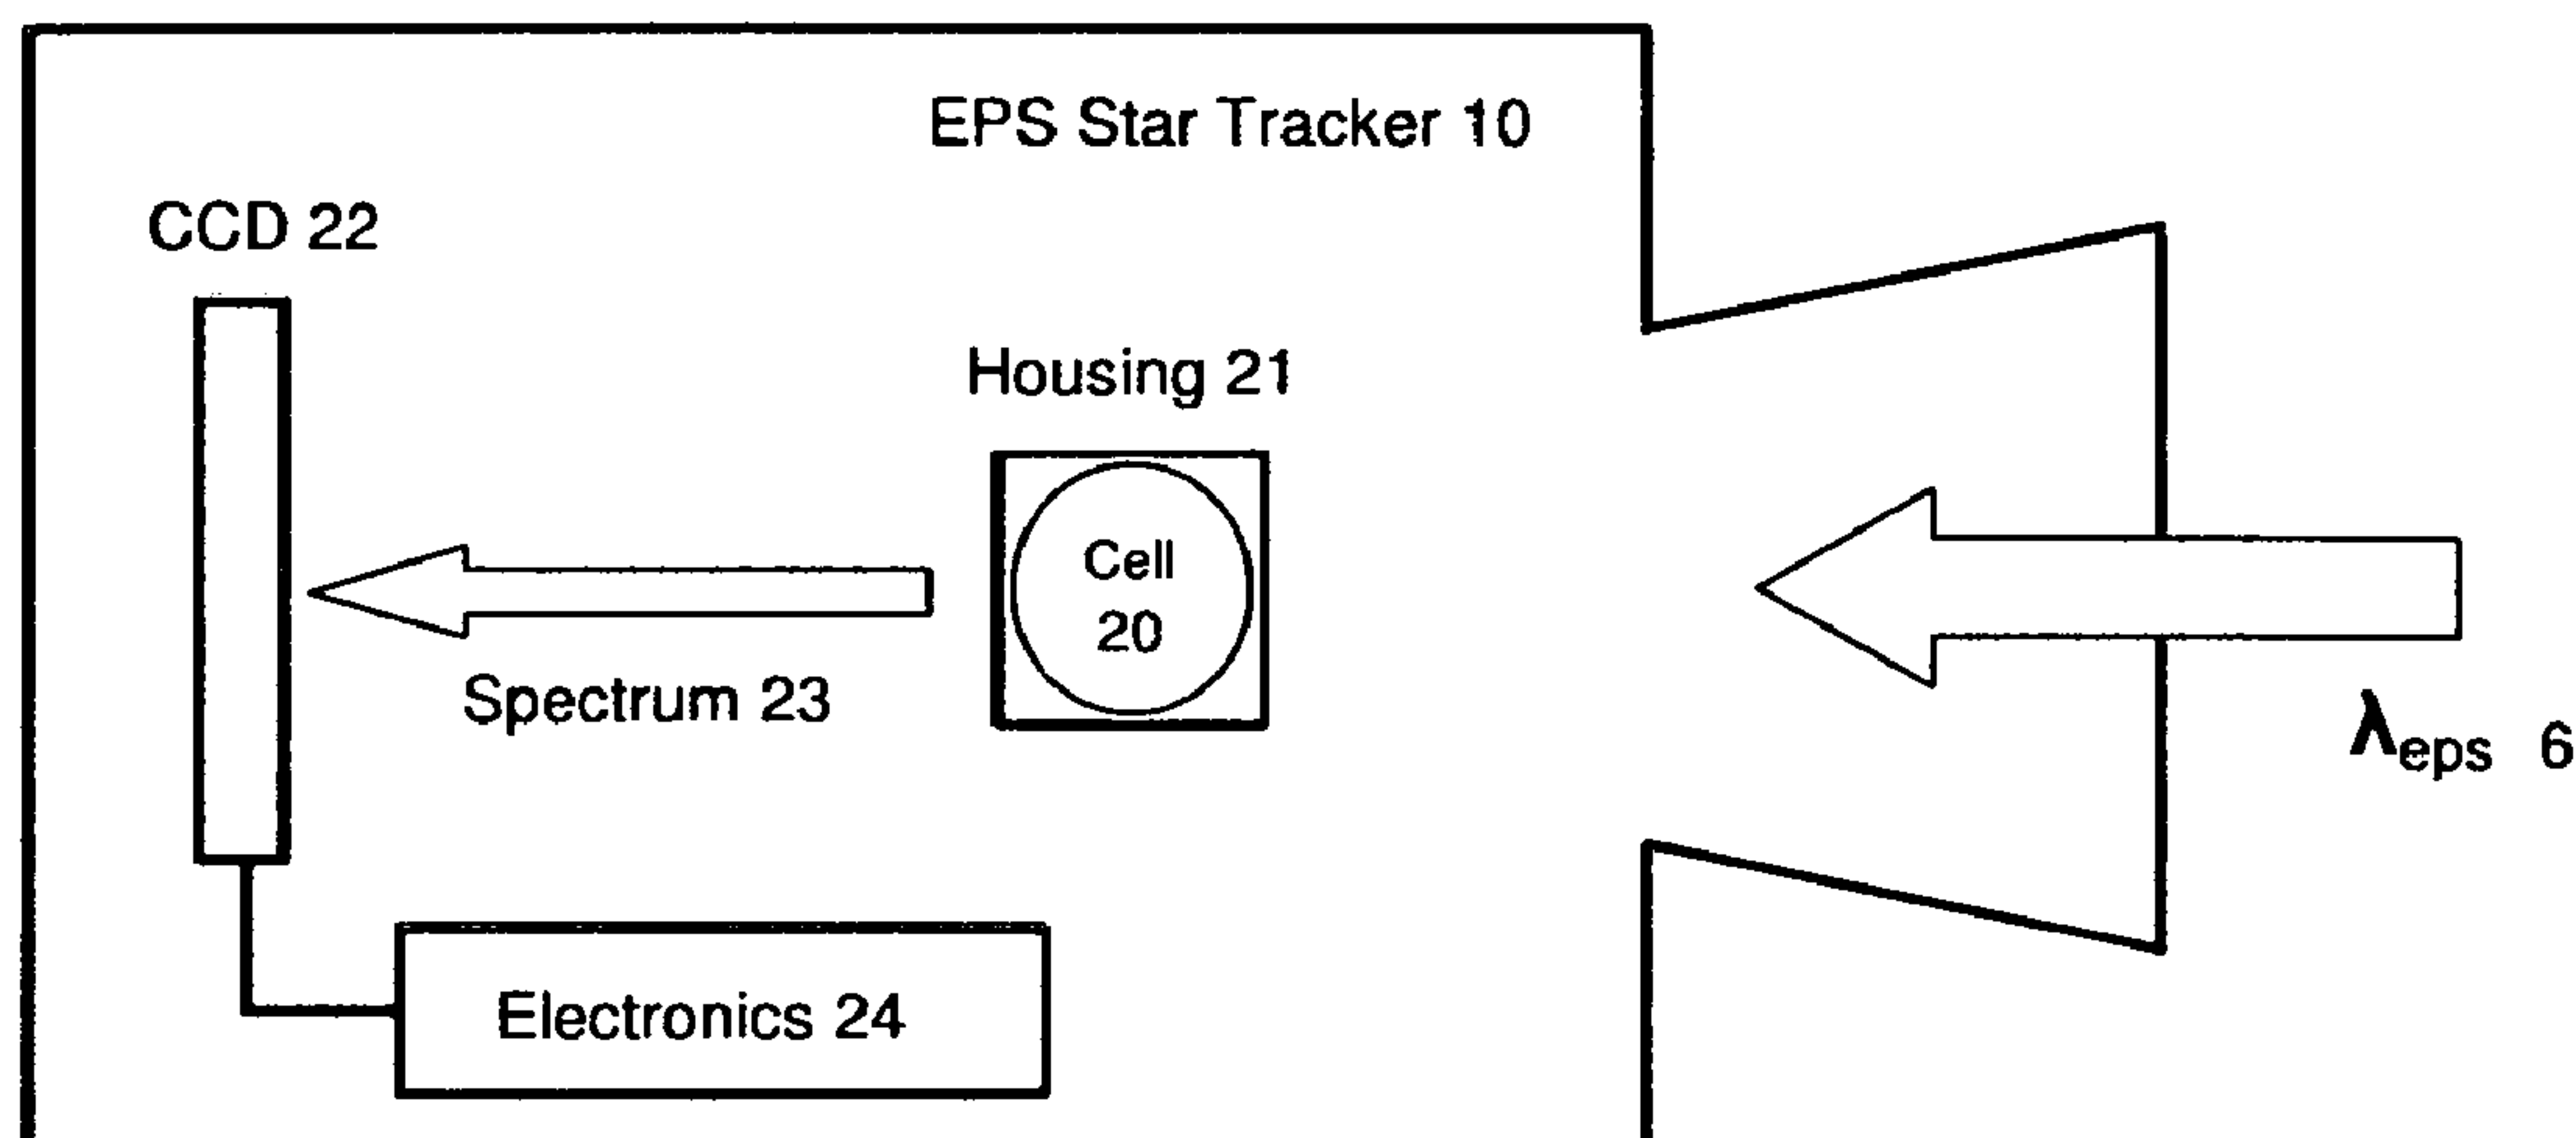 EPS Star Tracker 10
CCD 22
Housing 21
Cell
20
Spectrum 23
λeps 6
Electronics 24